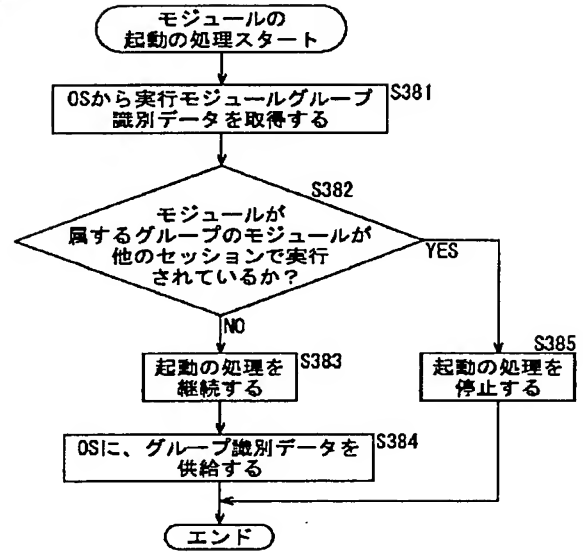 モジュールの
起動の処理スタート
OSから実行モジュールグループ
識別データを取得する
S381
S382
モジュールが
属するグループのモジュールが
他のセッションで実行
されているか？
YES
NO
起動の処理を
継続する
S383
S385
起動の処理を
停止する
OSに、グループ識別データを
供給する
S384
エンド